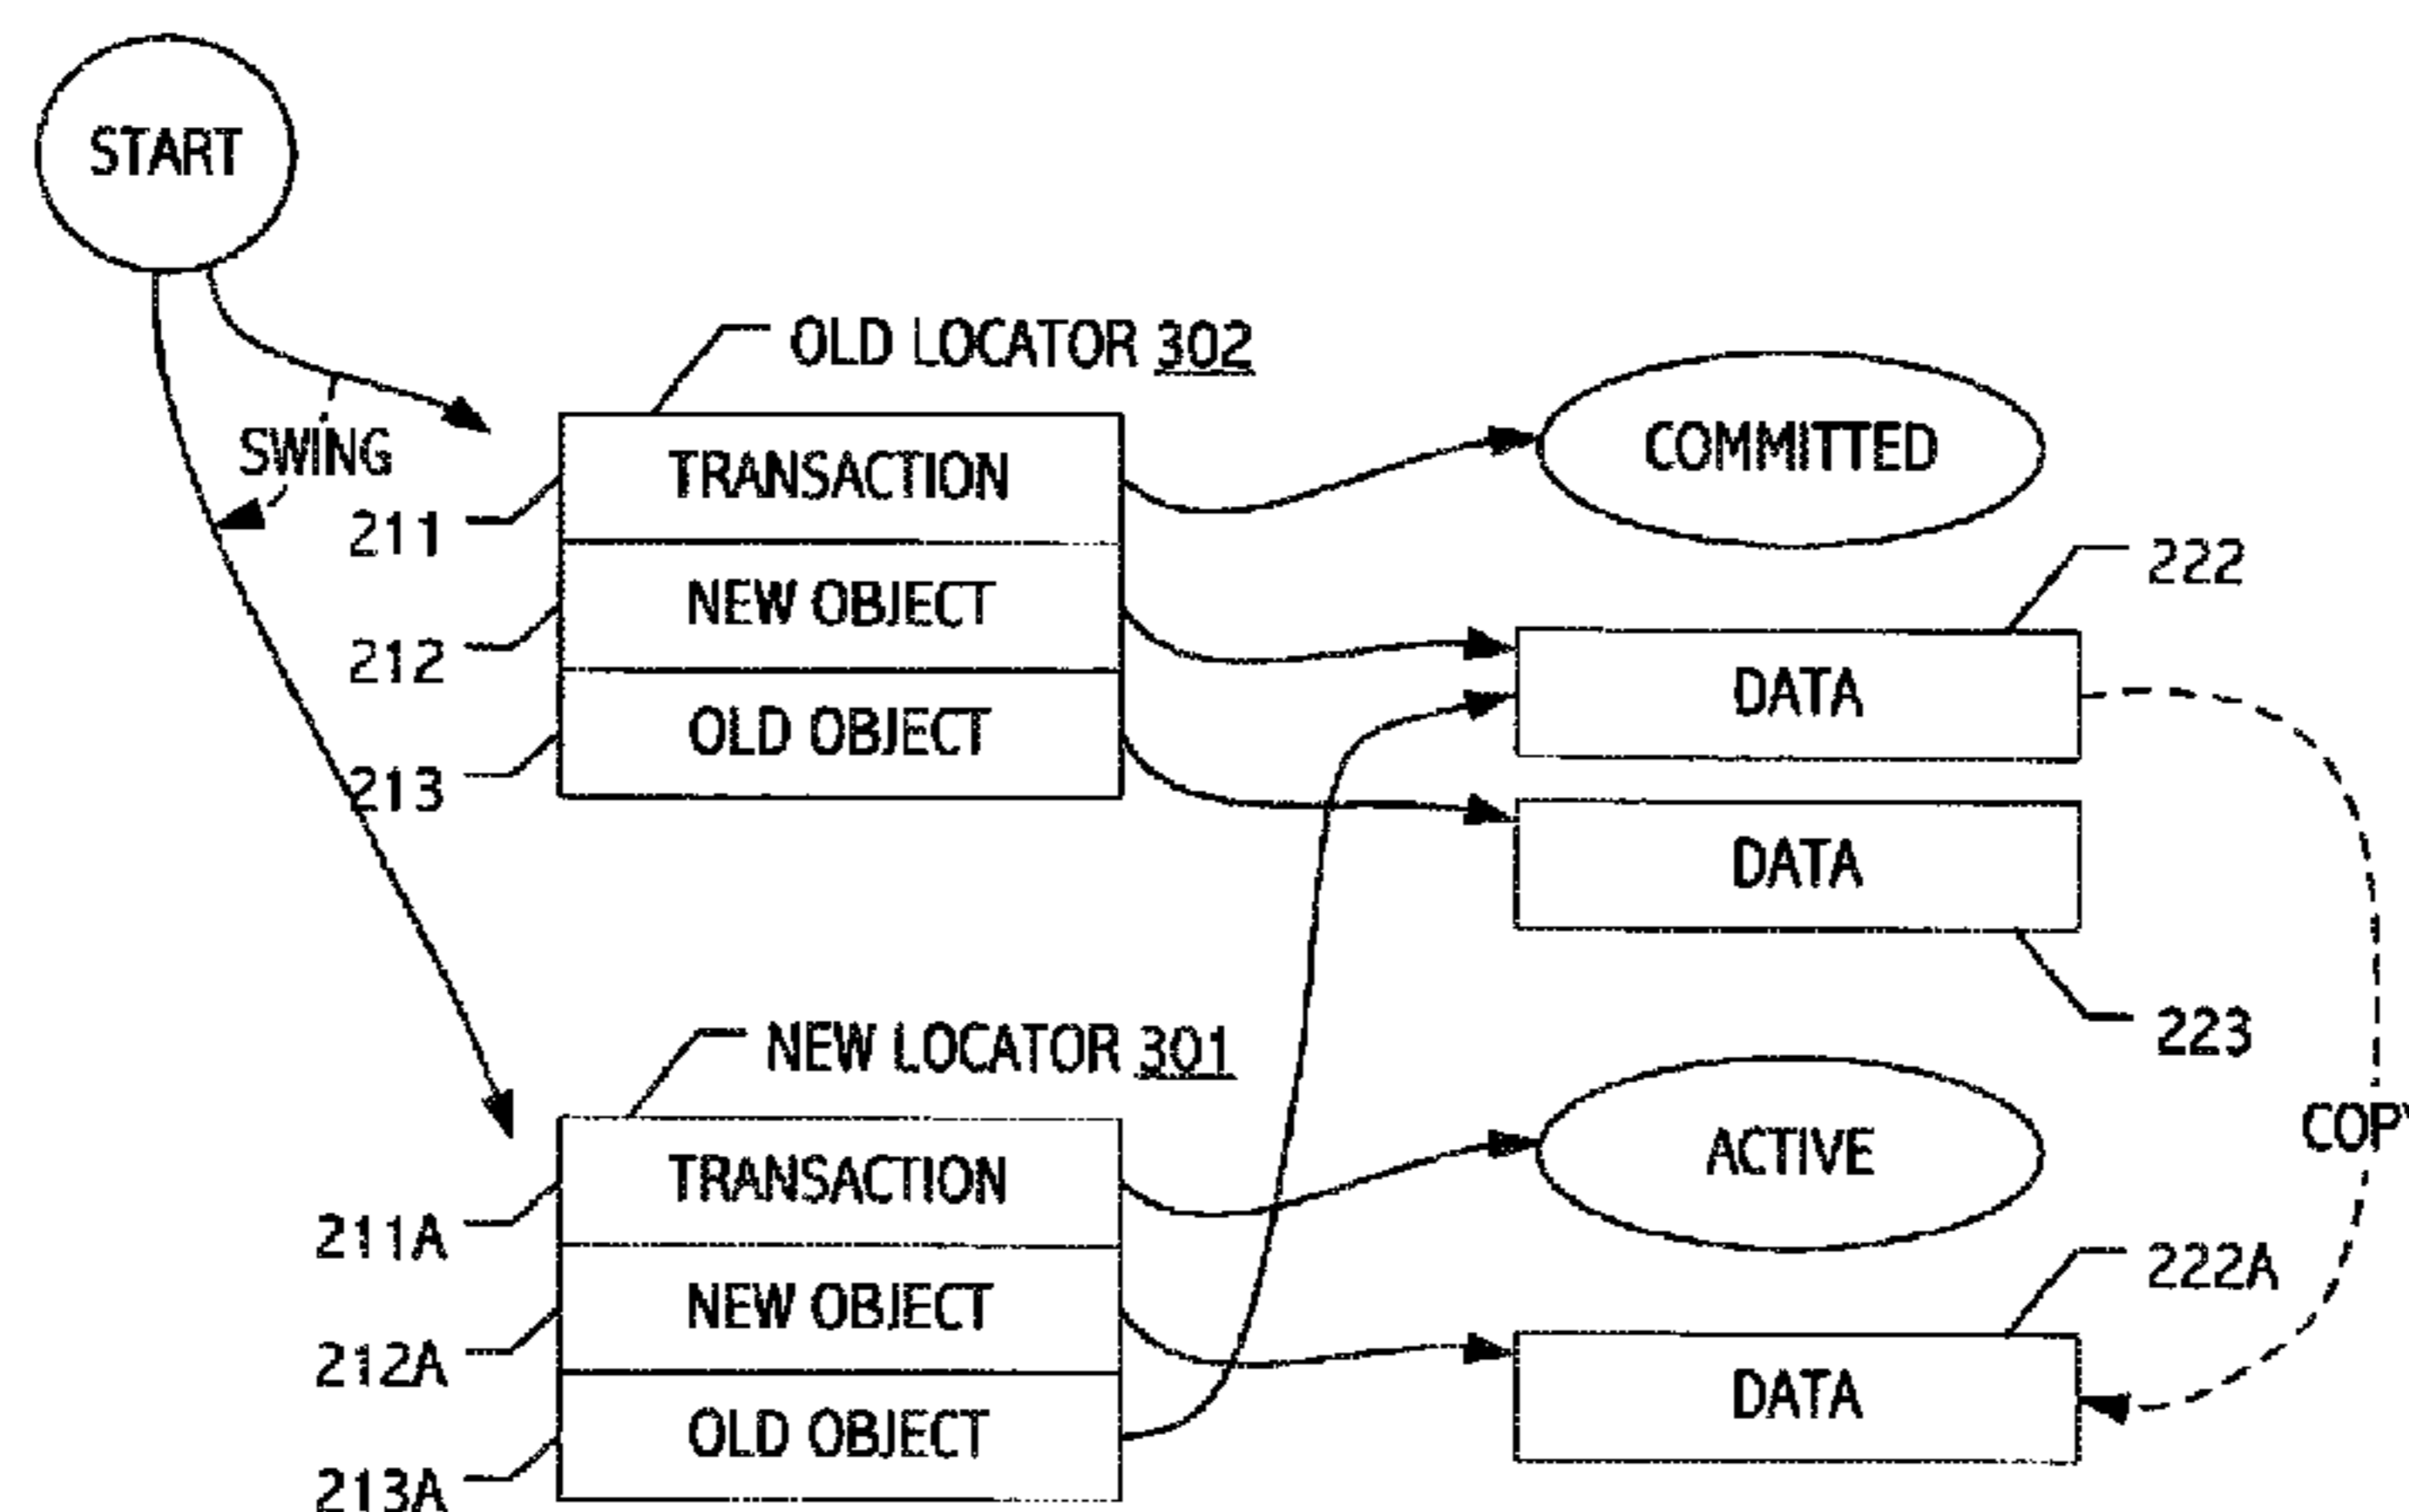 START
OLD LOCATOR 302
SWING
TRANSACTION
COMMITTED
211
NEW OBJECT
222
212
DATA
OLD OBJECT
213
DATA
NEW LOCATOR 301
223
TRANSACTION
ACTIVE
COPY
211A
NEW OBJECT
222A
212A
DATA
OLD OBJECT
213A